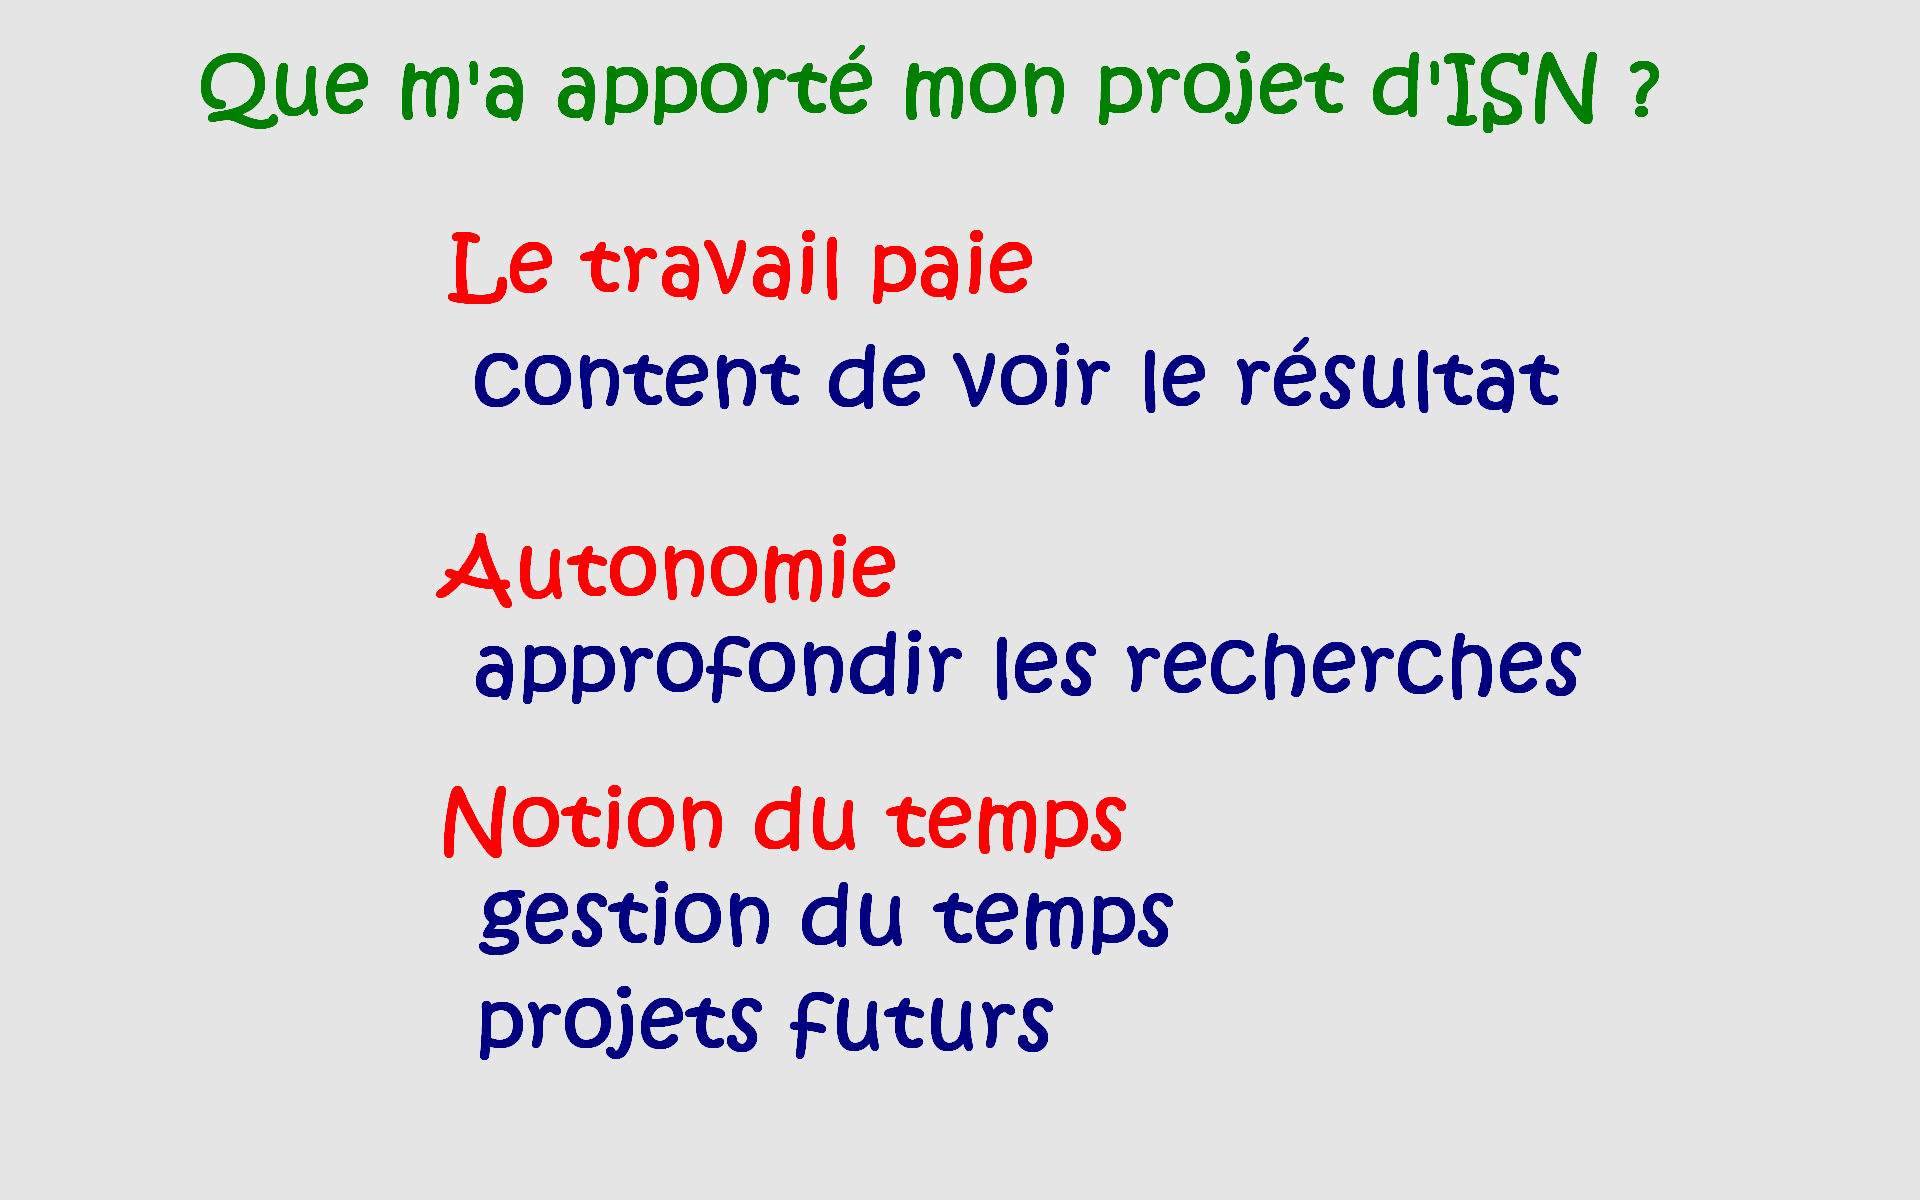 Que m'a apporté mon projet d'ISN ?
Le travail paie
content de voir le résultat
Autonomie
approfondir les recherches
Notion du temps
gestion du temps
projets futurs